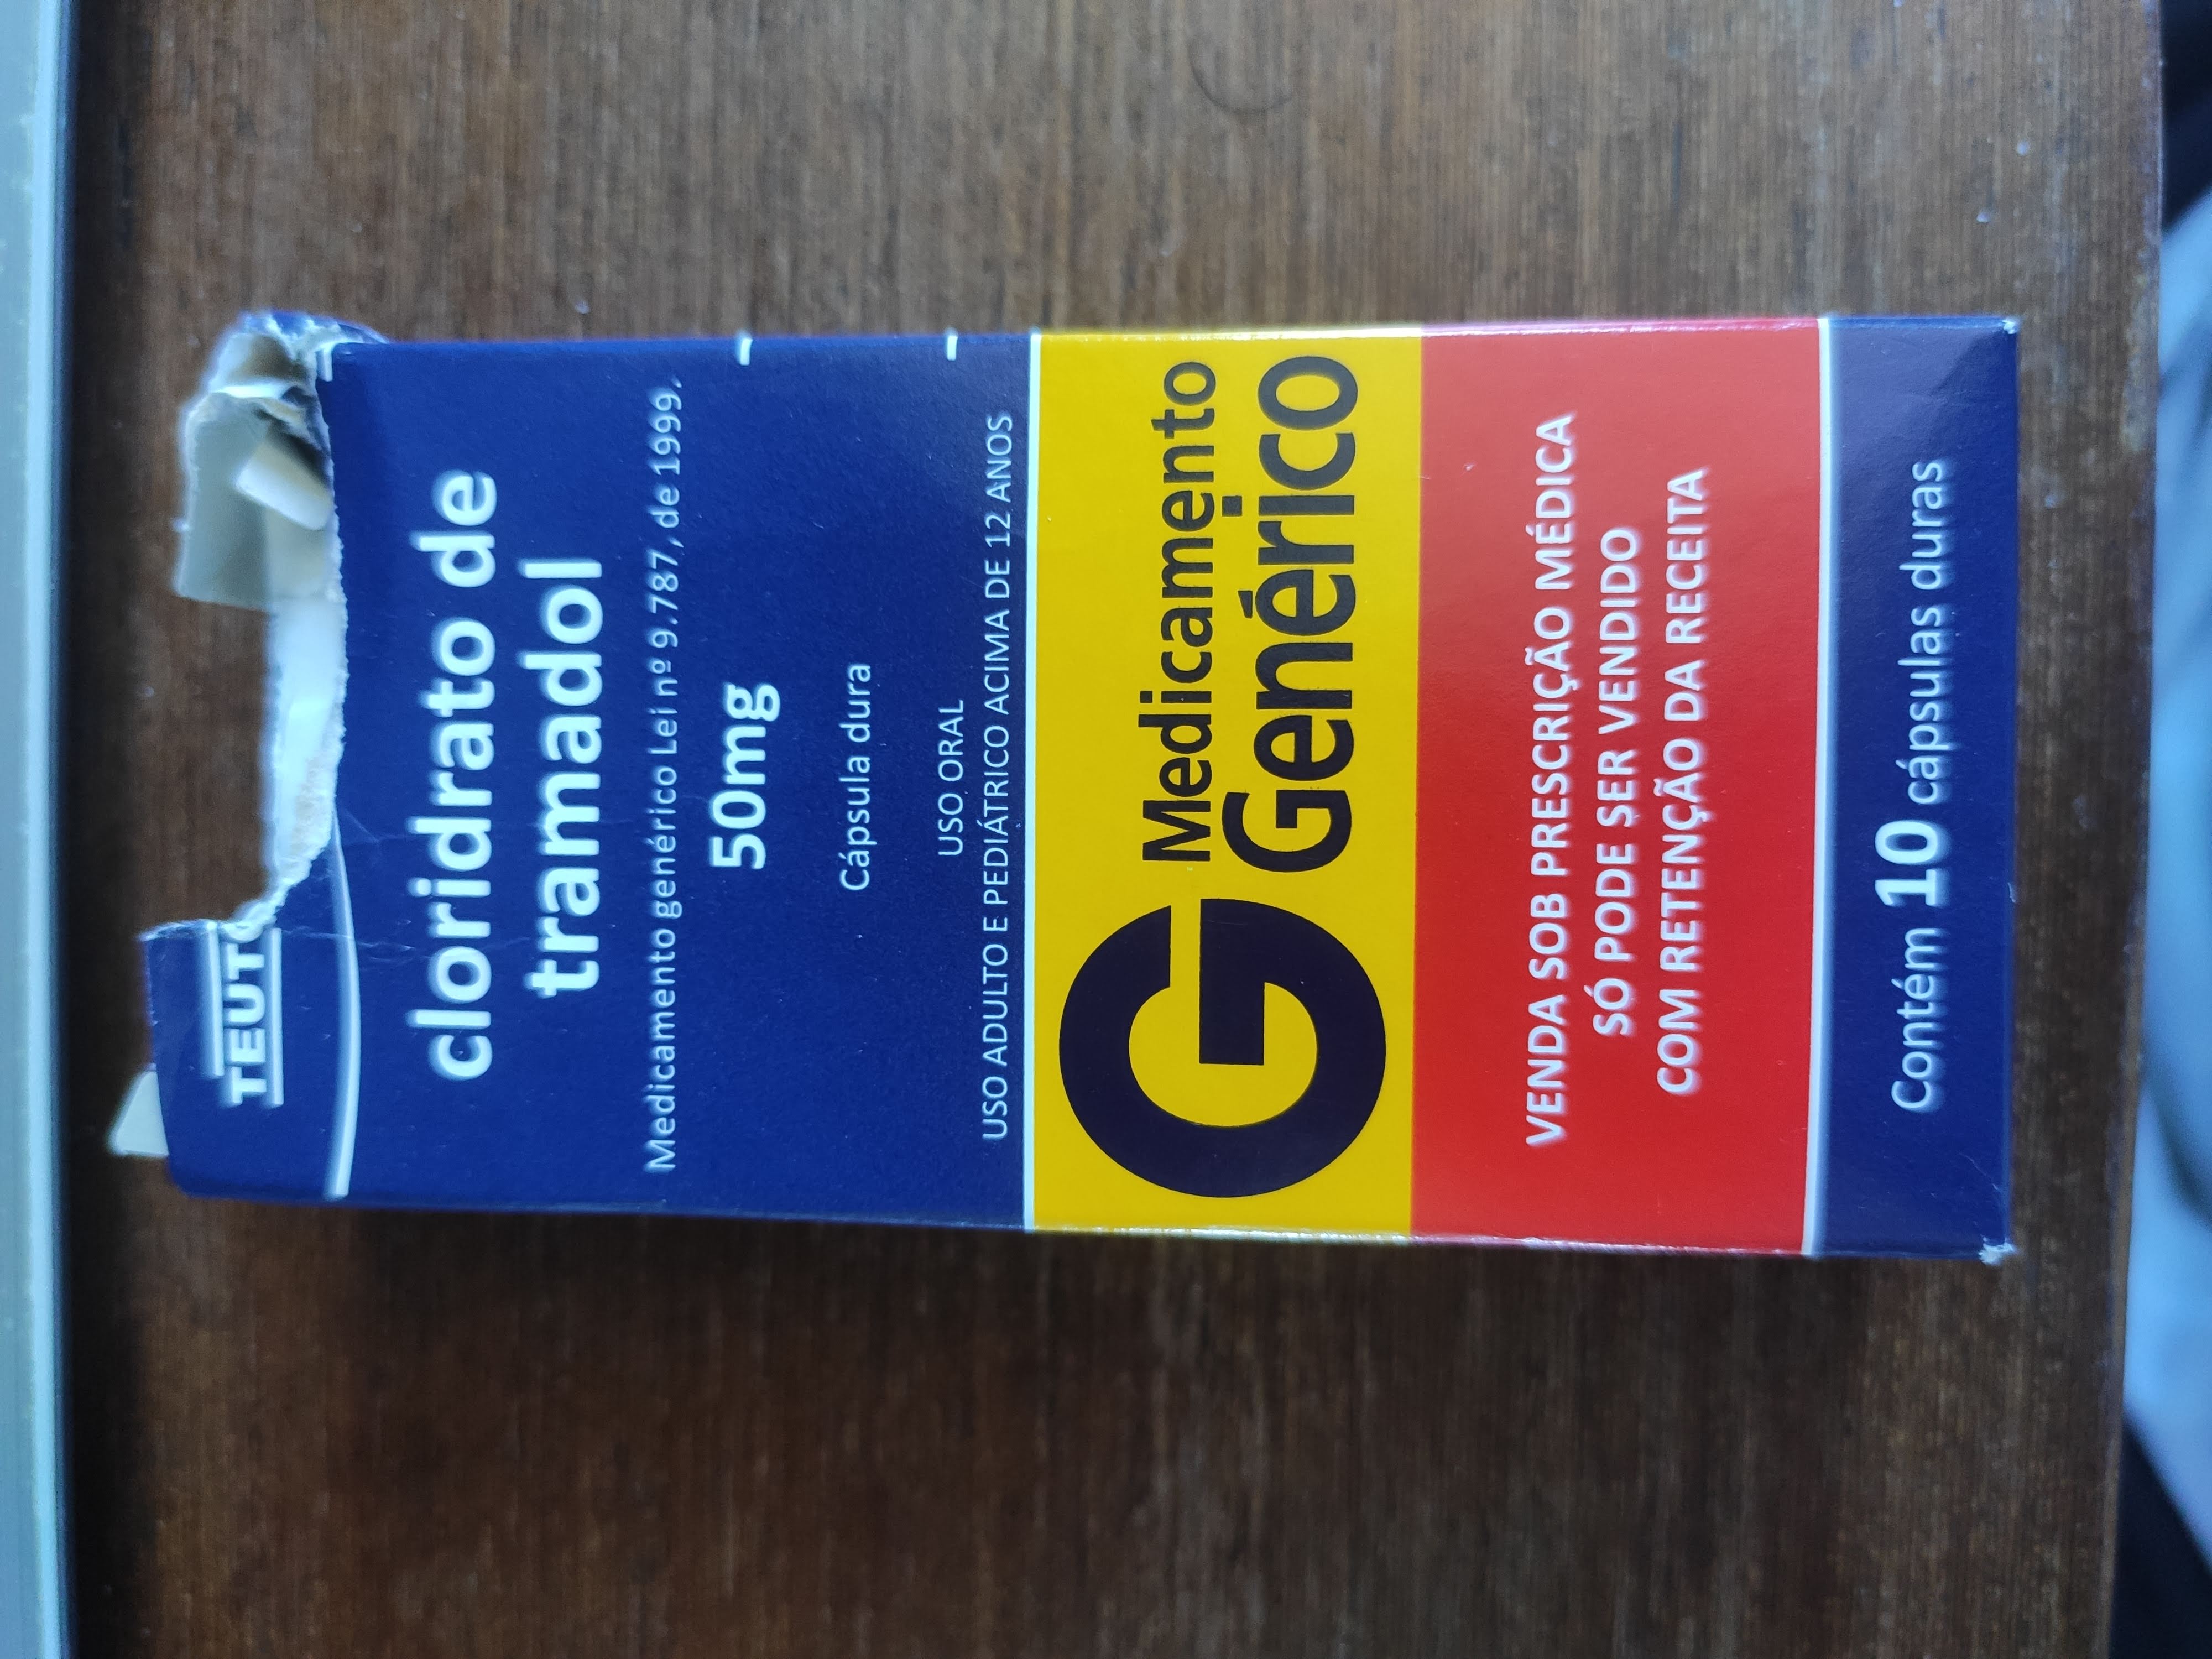 TEUTO
cloridrato de
tramadol
Medicamento genérico Lei nº 9.787, de 1999.
50mg
Cápsula dura
USO ORAL
USO ADULTO E PEDIÁTRICO ACIMA DE 12 ANOS
G Medicamento
Genérico
VENDA SOB PRESCRIÇÃO MÉDICA
SÓ PODE SER VENDIDO
COM RETENÇÃO DA RECEITA
Contém 10 cápsulas duras